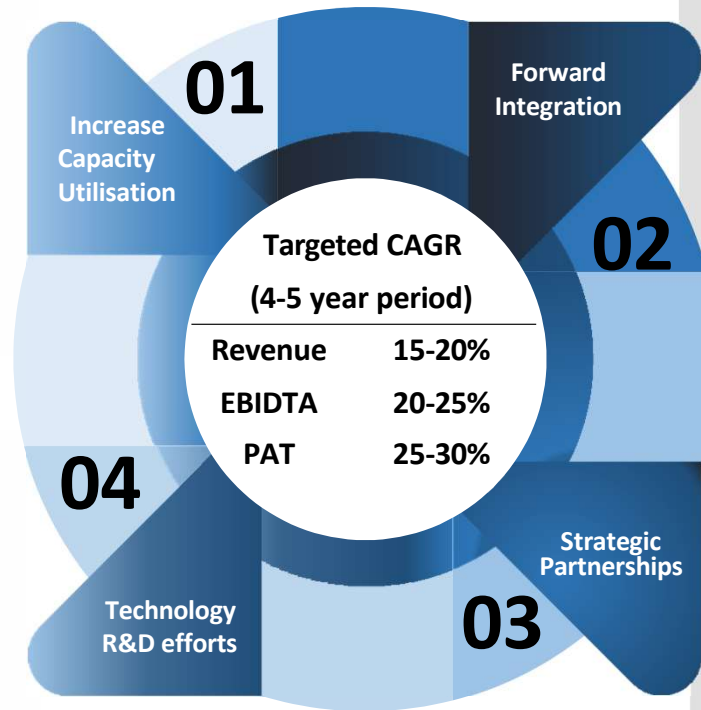 01
Increase
Capacity
Utilisation
Forward
Integration
02
Targeted CAGR
(4-5 year period)
Revenue 15-20%
EBIDTA 20-25%
PAT 25-30%
Strategic
Partnerships
03
04
Technology
R&D efforts